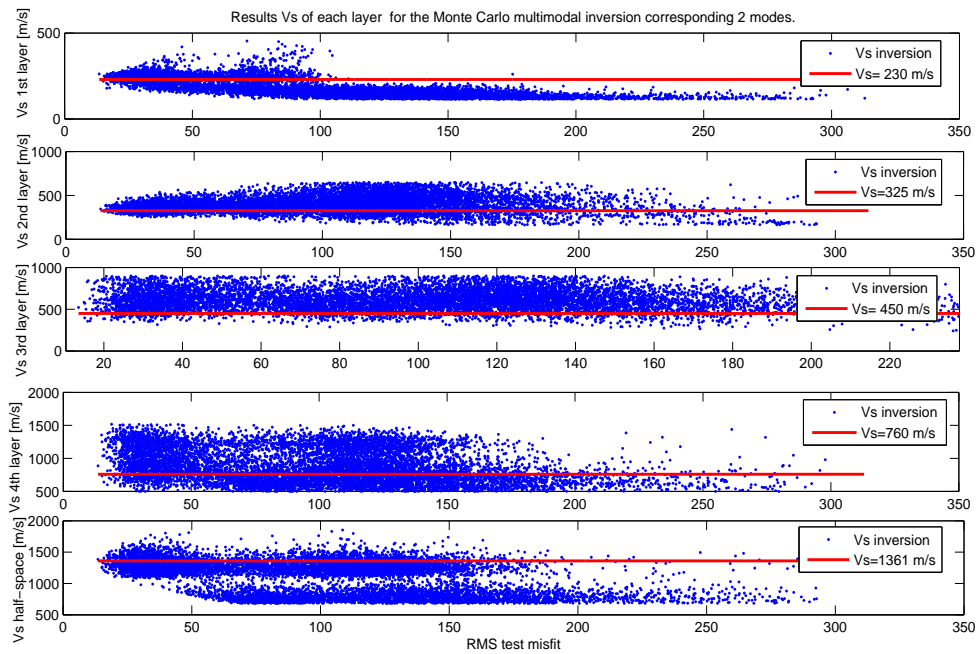 Results Vs of each layer for the Monte Carlo multimodal inversion corresponding 2 modes.
Vs 1st layer [m/s]
500
0
0 50 100 150 200 250 300 350
Vs inversion
Vs= 230 m/s
Vs 2nd layer [m/s]
1000
500
0
0 50 100 150 200 250 300 350
Vs inversion
Vs=325 m/s
Vs 3rd layer [m/s]
1000
500
0
20 40 60 80 100 120 140 160 180 200 220
Vs inversion
Vs= 450 m/s
Vs 4th layer [m/s]
2000
1500
1000
500
0 50 100 150 200 250 300 350
Vs inversion
Vs=760 m/s
Vs half-space [m/s]
2000
1500
1000
500
0 50 100 150 200 250 300 350
Vs inversion
Vs=1361 m/s
RMS test misfit